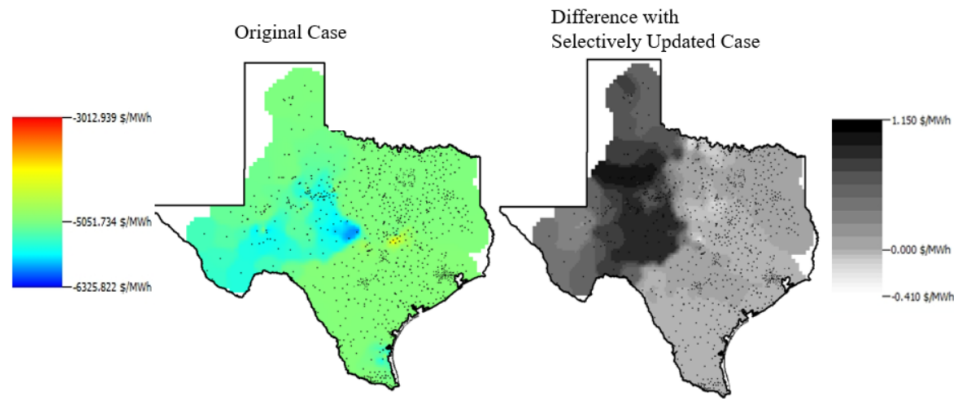 Original Case
Difference with
Selectively Updated Case
-3012.939 $/MWh
-5051.734 $/MWh
-6325.822 $/MWh
1.150 $/MWh
-0.000 $/MWh
-0.410 $/MWh